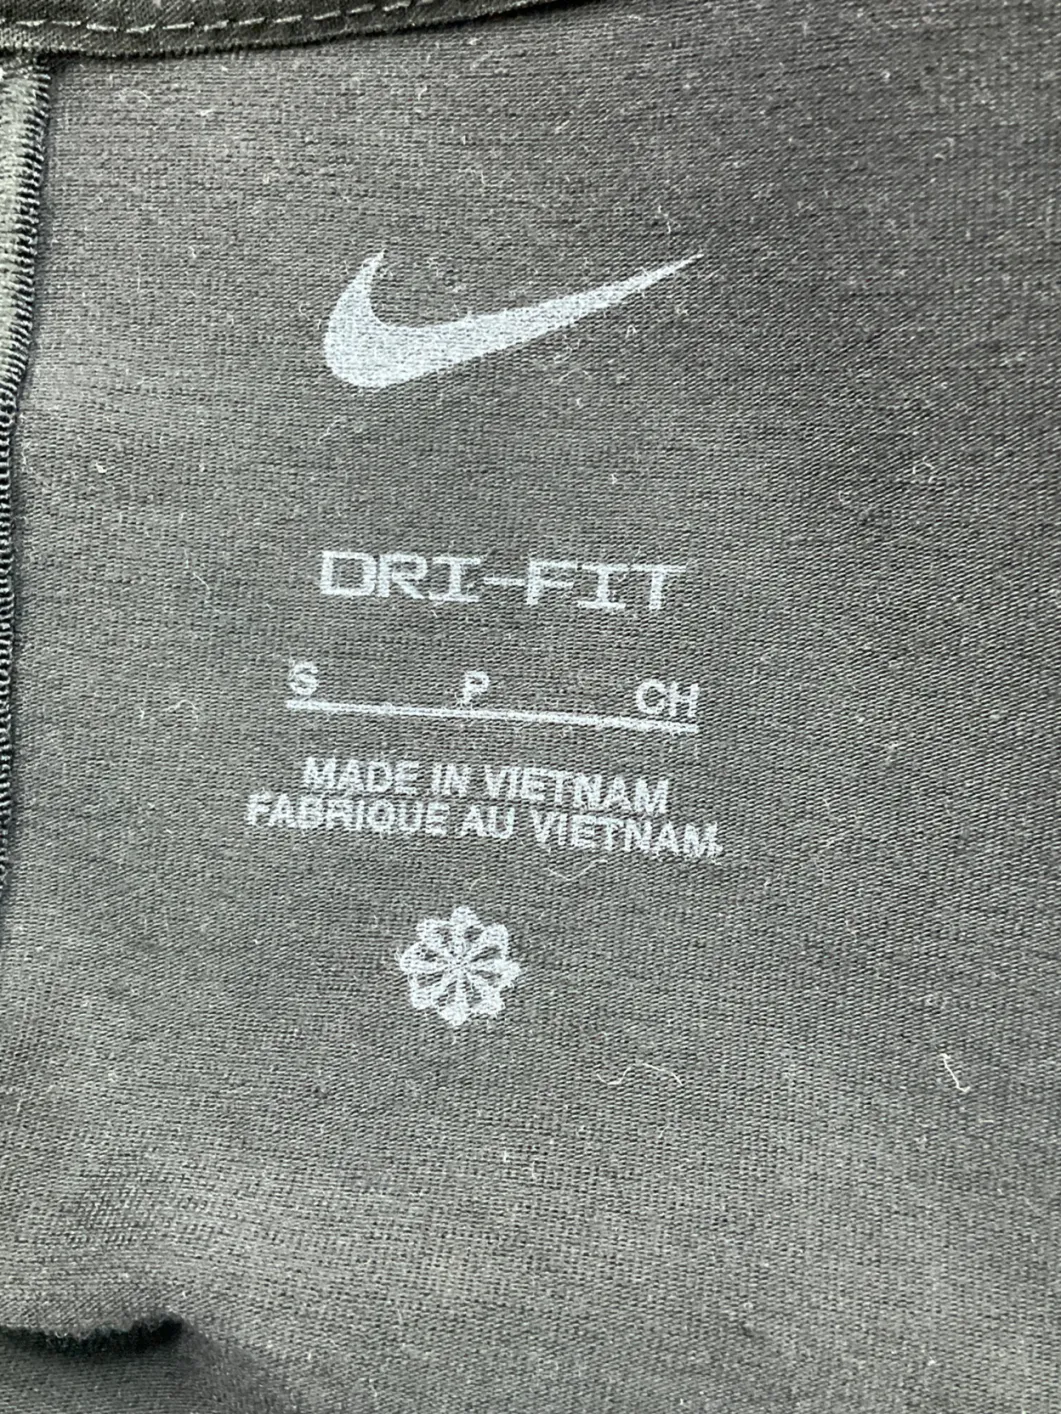 DRI-FIT
S P CH
MADE IN VIETNAM
FABRIQUE AU VIETNAM